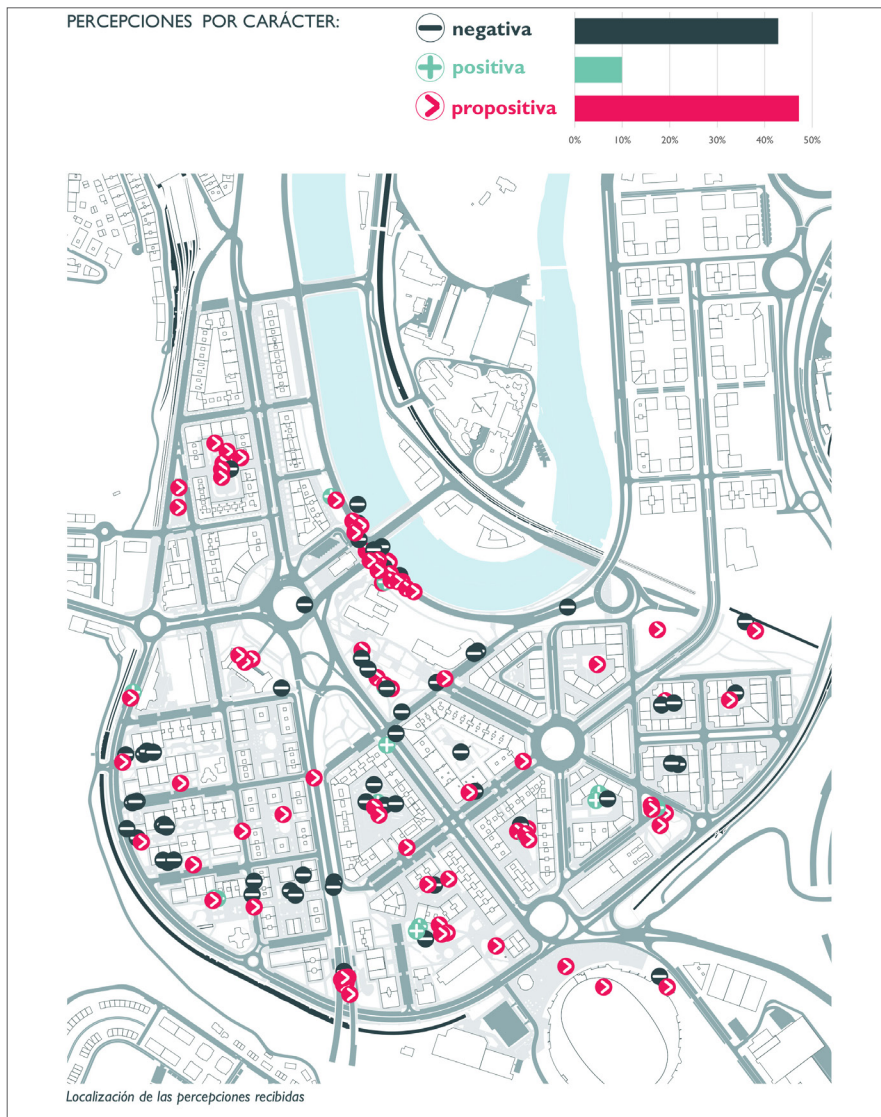 PERCEPCIONES POR CARÁCTER:
negativa
positiva
propositiva
0% 10% 20% 30% 40% 50%
Localización de las percepciones recibidas